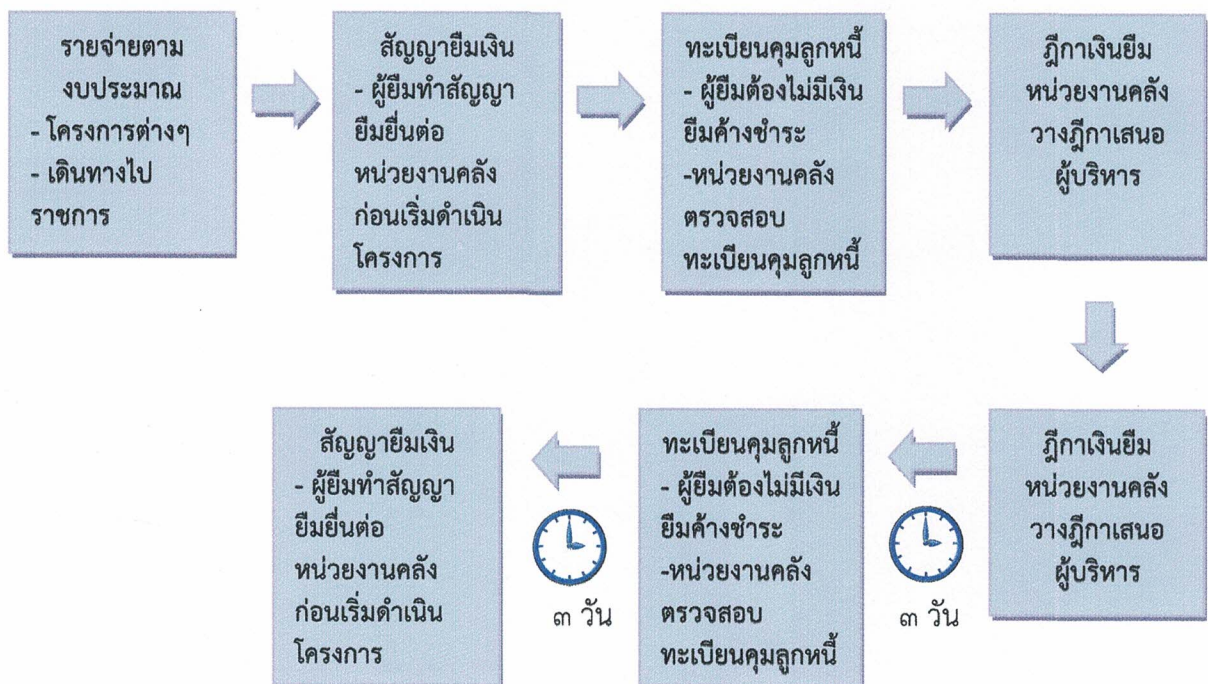 รายจ่ายตาม
งบประมาณ
- โครงการต่างๆ
- เดินทางไป
ราชการ
สัญญายืมเงิน
- ผู้ยืมทำสัญญา
ยืมยื่นต่อ
หน่วยงานคลัง
ก่อนเริ่มดำเนิน
โครงการ
ทะเบียนคุมลูกหนี้
- ผู้ยืมต้องไม่มีเงิน
ยืมค้างชำระ
-หน่วยงานคลัง
ตรวจสอบ
ทะเบียนคุมลูกหนี้
ฎีกาเงินยืม
หน่วยงานคลัง
วางฎีกาเสนอ
ผู้บริหาร
ฎีกาเงินยืม
หน่วยงานคลัง
วางฎีกาเสนอ
ผู้บริหาร
๓ วัน
ทะเบียนคุมลูกหนี้
- ผู้ยืมต้องไม่มีเงิน
ยืมค้างชำระ
-หน่วยงานคลัง
ตรวจสอบ
ทะเบียนคุมลูกหนี้
๓ วัน
สัญญายืมเงิน
- ผู้ยืมทำสัญญา
ยืมยื่นต่อ
หน่วยงานคลัง
ก่อนเริ่มดำเนิน
โครงการ